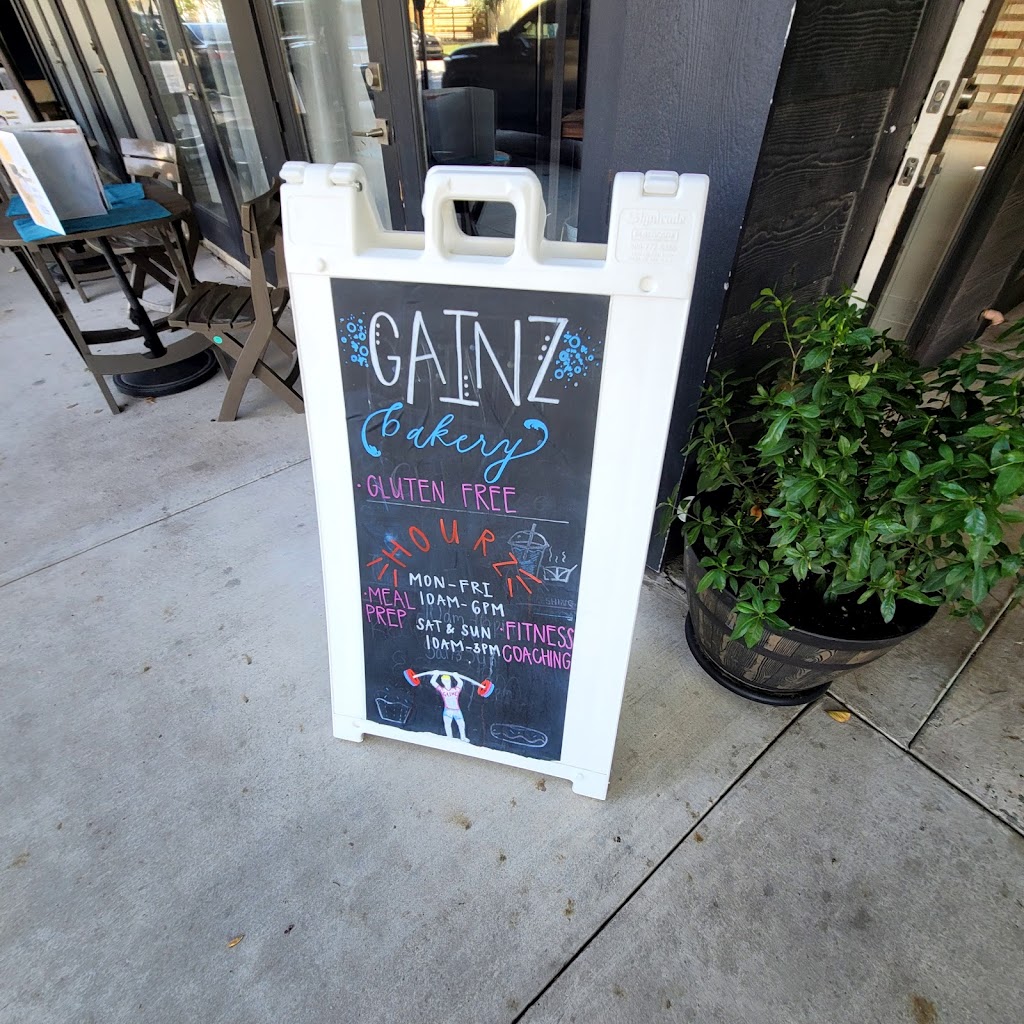 GAINZ
Bakery
· GLUTEN FREE
HOURZ
MON-FRI
10AM-6PM
· MEAL
PREP
SAT & SUN
10AM-3PM
· FITNESS
COACHING